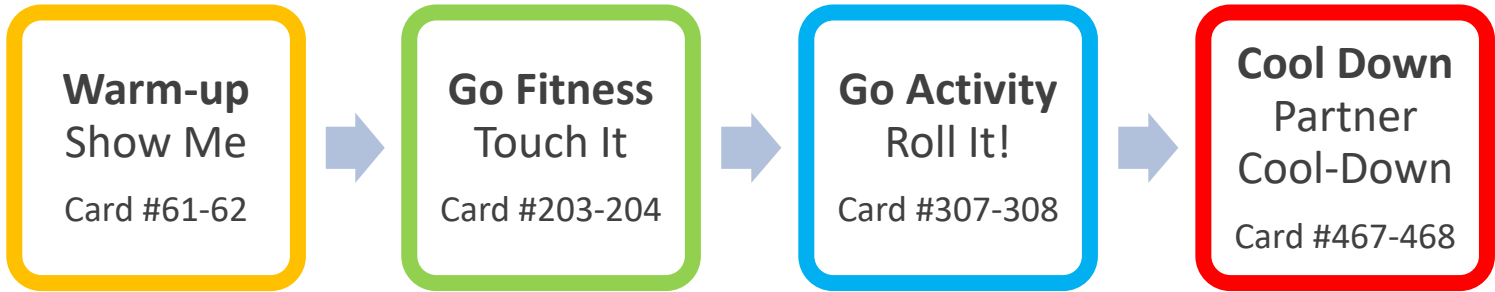 Warm-up
Show Me
Card #61-62
Go Fitness
Touch It
Card #203-204
Go Activity
Roll It!
Card #307-308
Cool Down
Partner
Cool-Down
Card #467-468